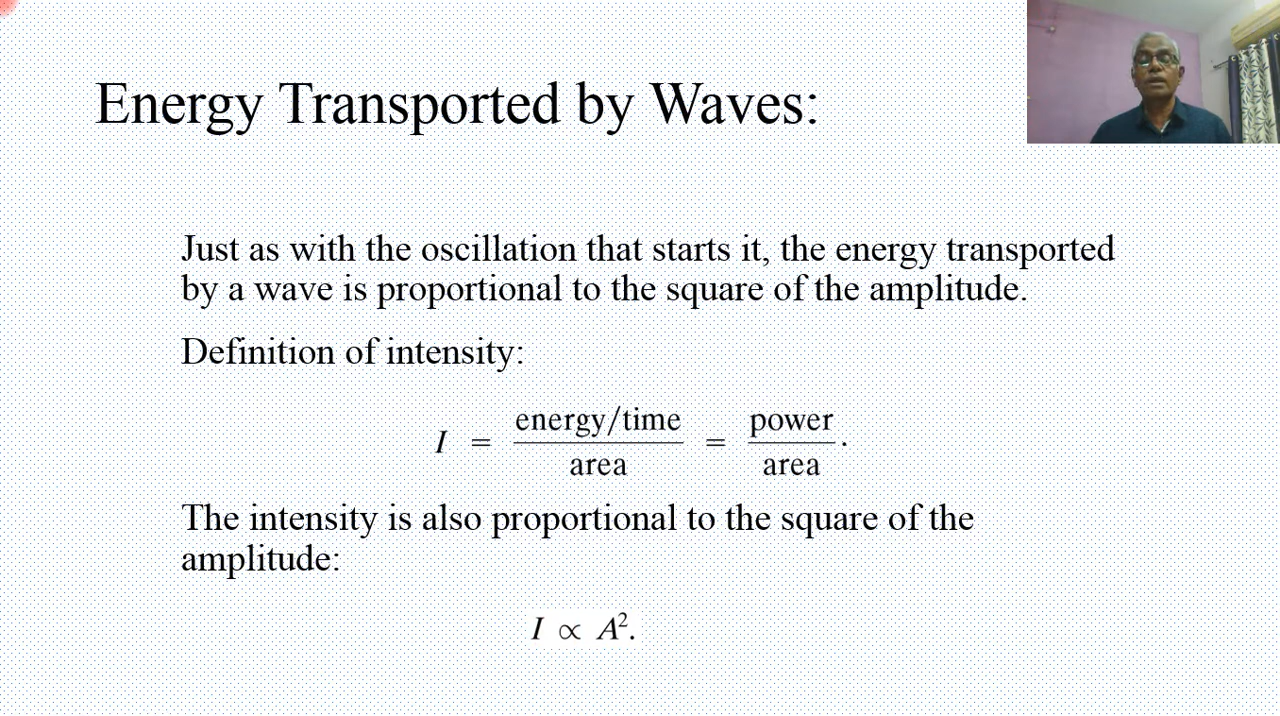 Energy Transported by Waves:
Just as with the oscillation that starts it, the energy transported
by a wave is proportional to the square of the amplitude.
Definition of intensity:
I = energy/time / area = power / area .
The intensity is also proportional to the square of the
amplitude:
I ∝ A².